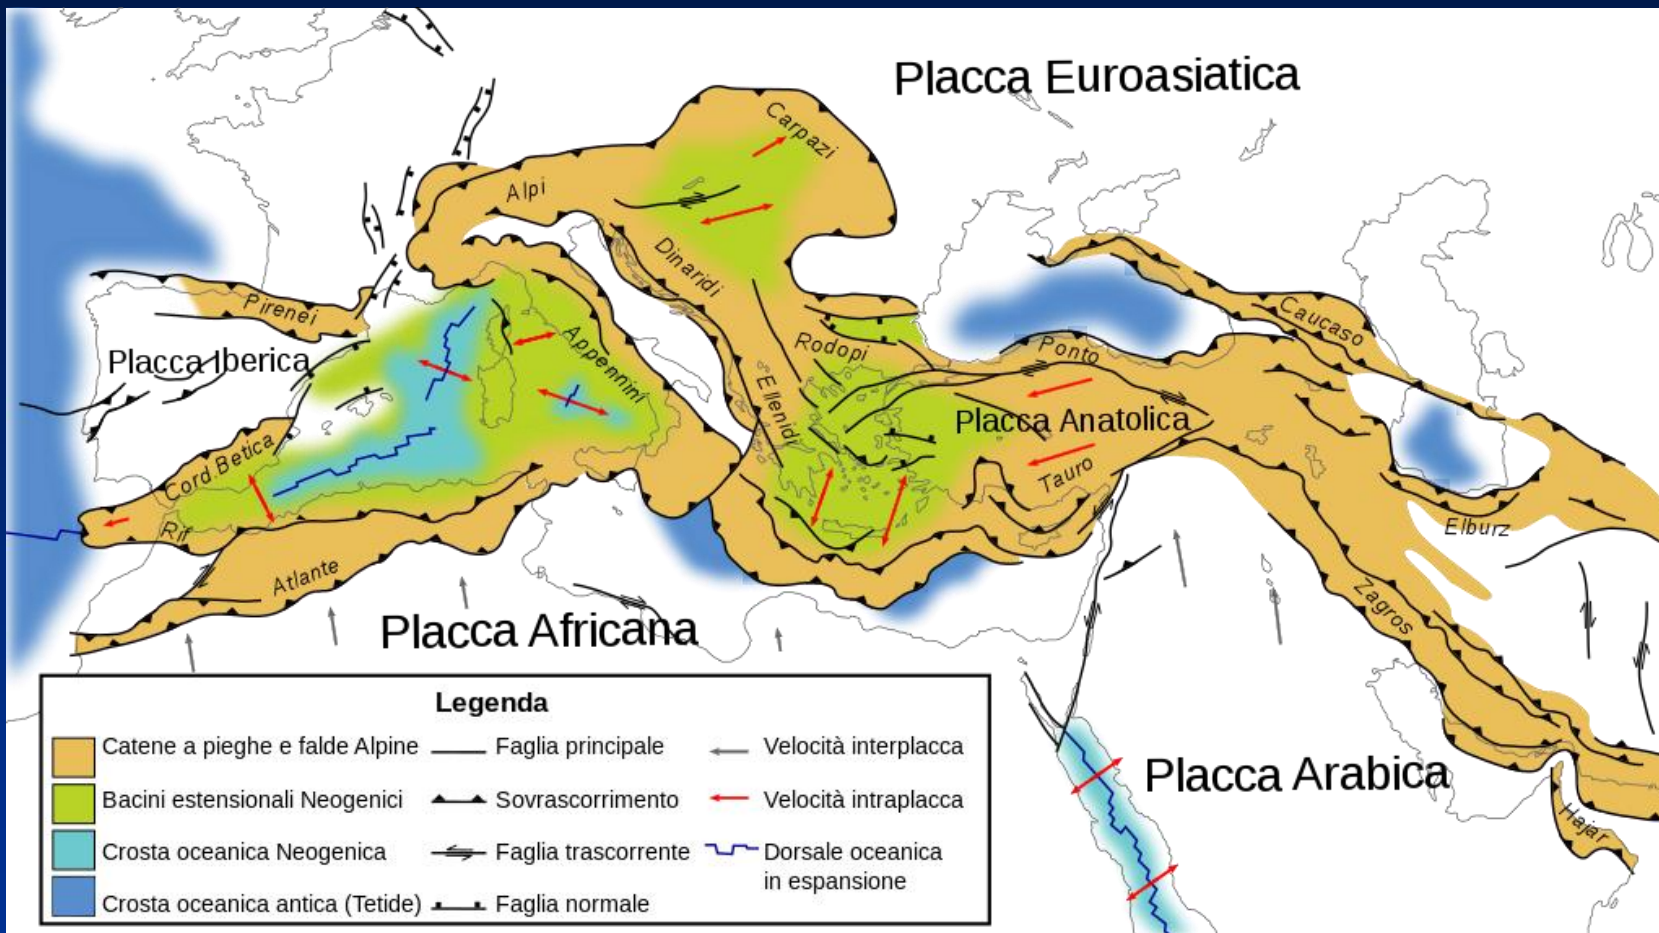 Placca Euroasiatica
Carpazi
Alpi
Dinaridi
Pirenei
Caucaso
Placca Iberica
Appennini
Rodopi
Ponto
Ellenidi
Placca Anatolica
Cord.Betica
Tauro
Rif
Elburz
Atlante
Zagros
Placca Africana
Placca Arabica
Hajar
Legenda
Catene a pieghe e falde Alpine
Faglia principale
Velocità interplacca
Bacini estensionali Neogenici
Sovrascorrimento
Velocità intraplacca
Crosta oceanica Neogenica
Faglia trascorrente
Dorsale oceanica
in espansione
Crosta oceanica antica (Tetide)
Faglia normale